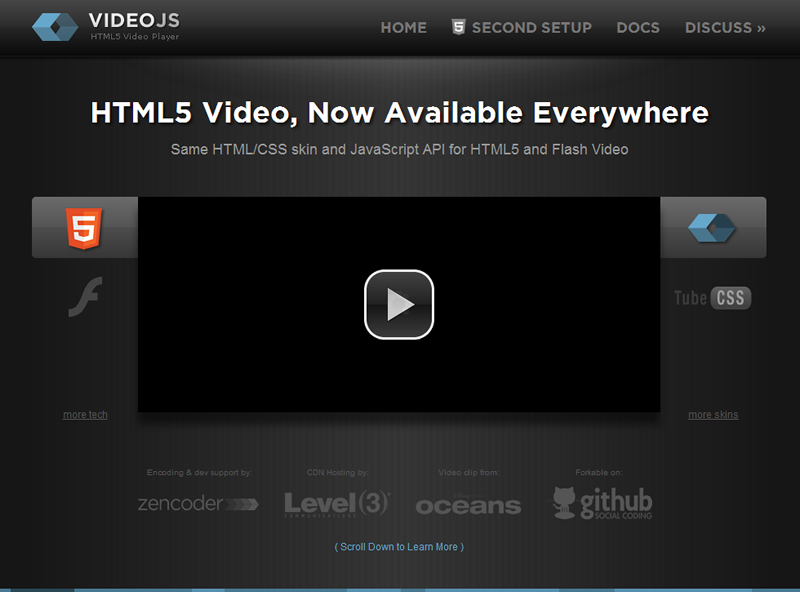 VIDEOJS
HTML5 Video Player
HOME
5 SECOND SETUP
DOCS
DISCUSS »
HTML5 Video, Now Available Everywhere
Same HTML/CSS skin and JavaScript API for HTML5 and Flash Video
5
Tube CSS
more tech
more skins
Encoding & dev support by:
zencoder
CDN Hosting by:
Level(3)
COMMUNICATIONS
Video clip from:
oceans
Forkable on:
github
SOCIAL CODING
( Scroll Down to Learn More )